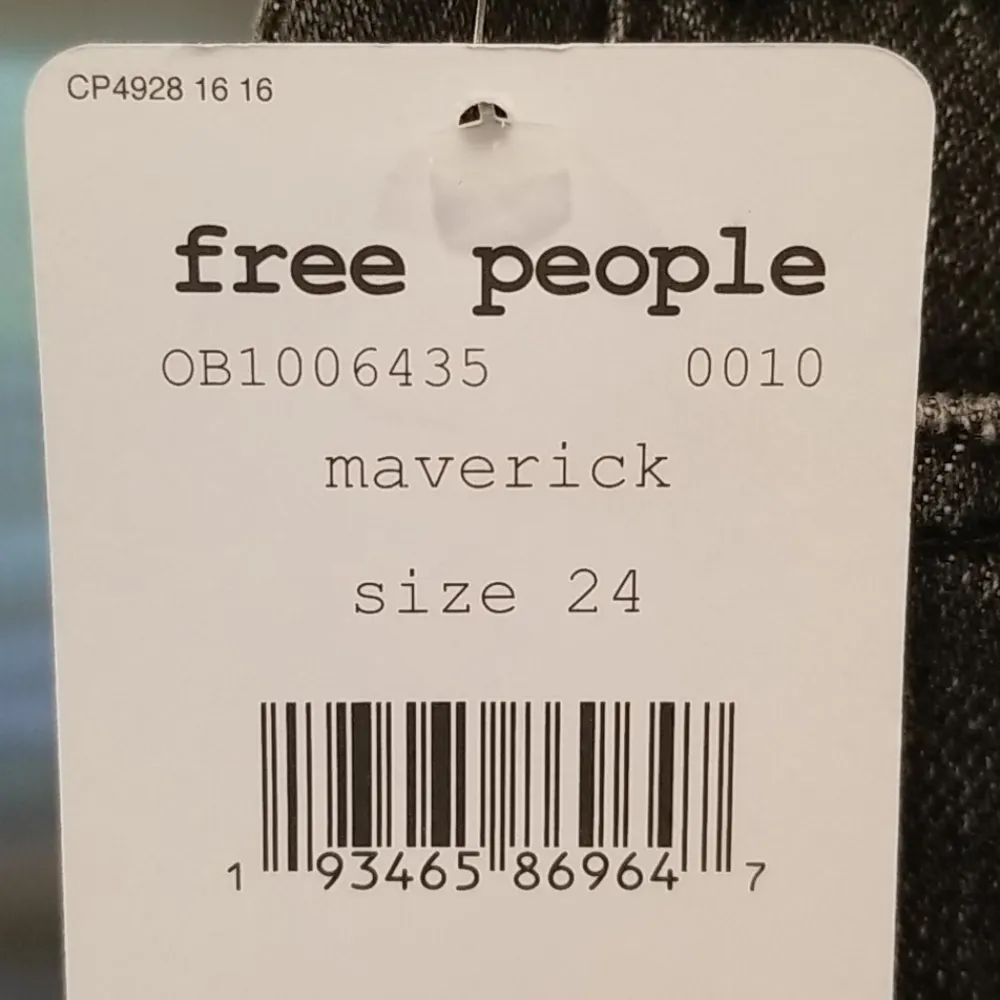 CP4928 16 16
free people
OB1006435 0010
maverick
size 24
1 93465 86964 7